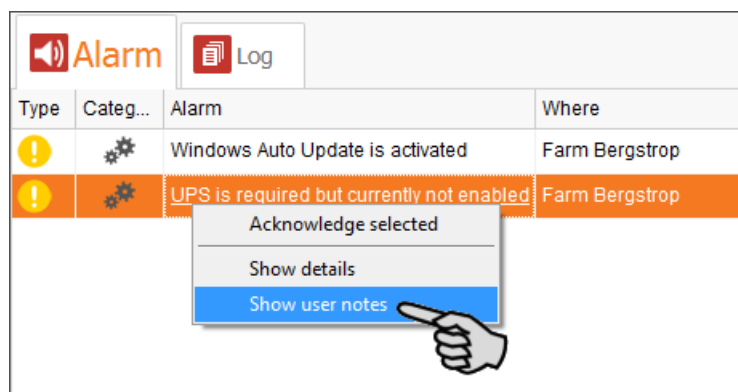 Alarm Log
Type Categ... Alarm Where
Windows Auto Update is activated Farm Bergstrop
UPS is required but currently not enabled Farm Bergstrop
Acknowledge selected
Show details
Show user notes